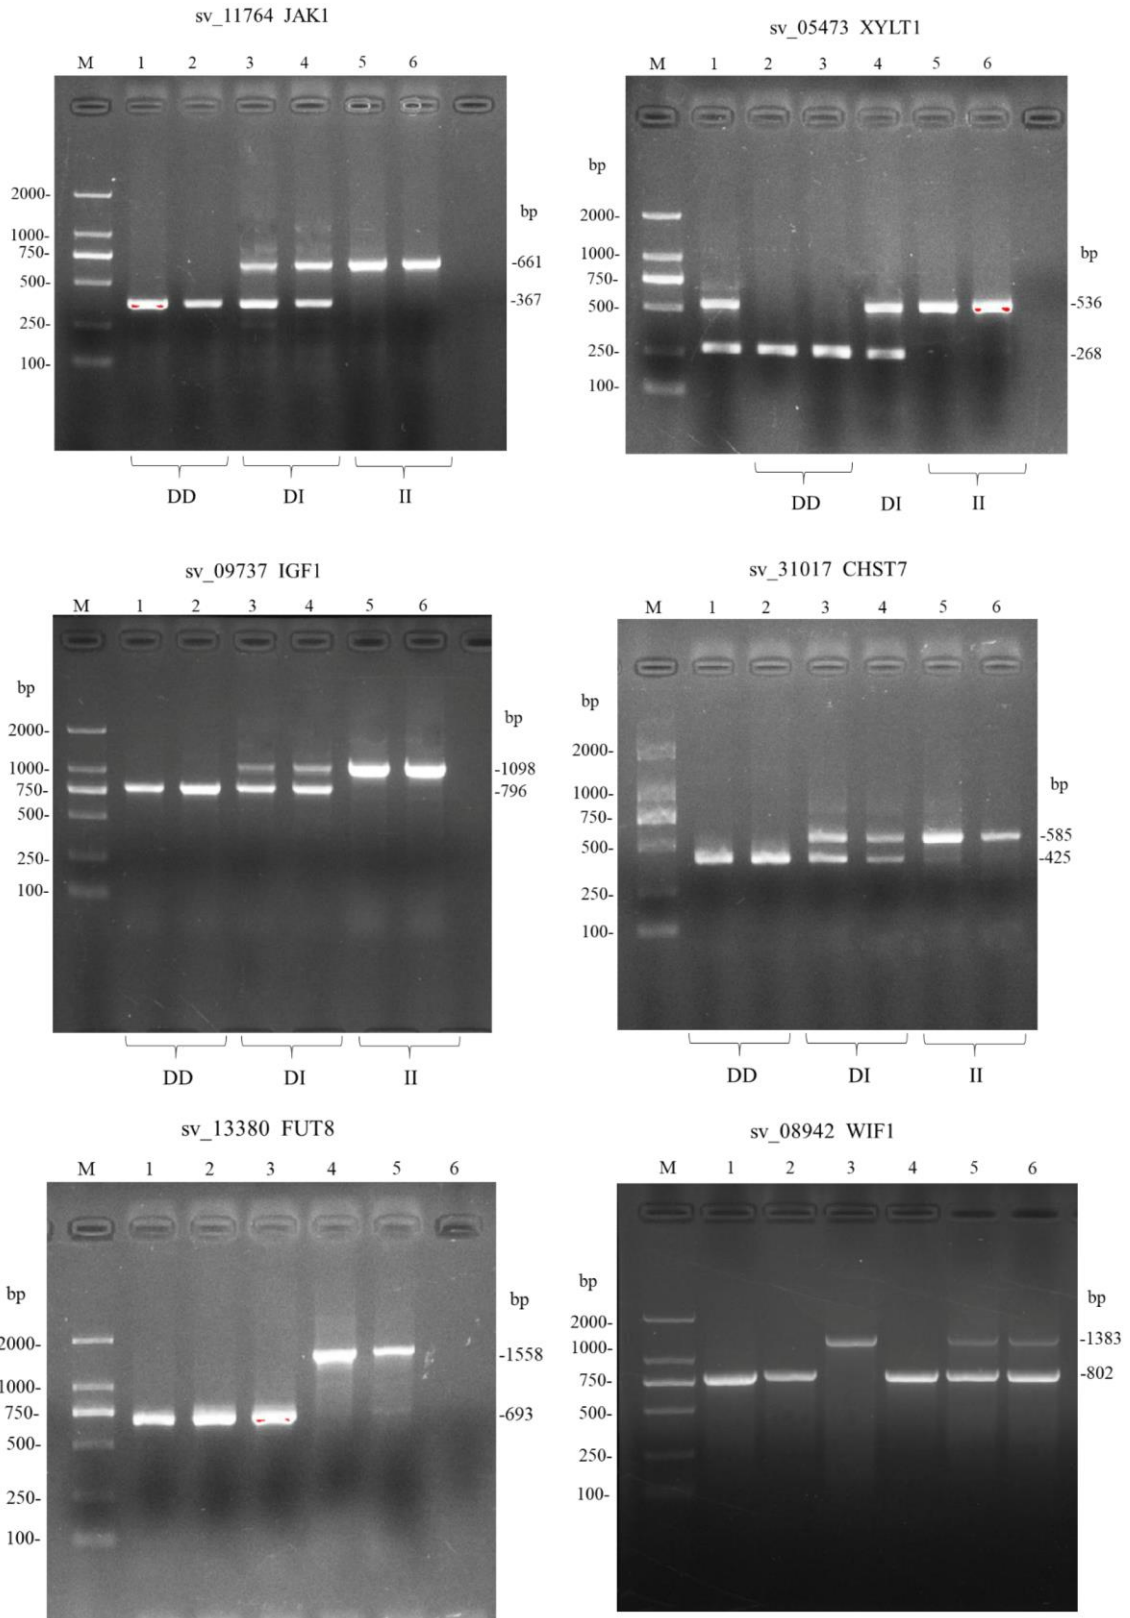 sv_11764 JAK1
M 1 2 3 4 5 6
2000-
1000-
750-
500-
250-
100-
bp
-661
-367
DD DI II
sv_05473 XYLT1
M 1 2 3 4 5 6
bp
2000-
1000-
750-
500-
250-
100-
bp
-536
-268
DD DI II
sv_09737 IGF1
M 1 2 3 4 5 6
bp
2000-
1000-
750-
500-
250-
100-
bp
-1098
-796
DD DI II
sv_31017 CHST7
M 1 2 3 4 5 6
bp
2000-
1000-
750-
500-
250-
100-
bp
-585
-425
DD DI II
sv_13380 FUT8
M 1 2 3 4 5 6
bp
2000-
1000-
750-
500-
250-
100-
bp
-1558
-693
sv_08942 WIF1
M 1 2 3 4 5 6
bp
2000-
1000-
750-
500-
250-
100-
bp
-1383
-802